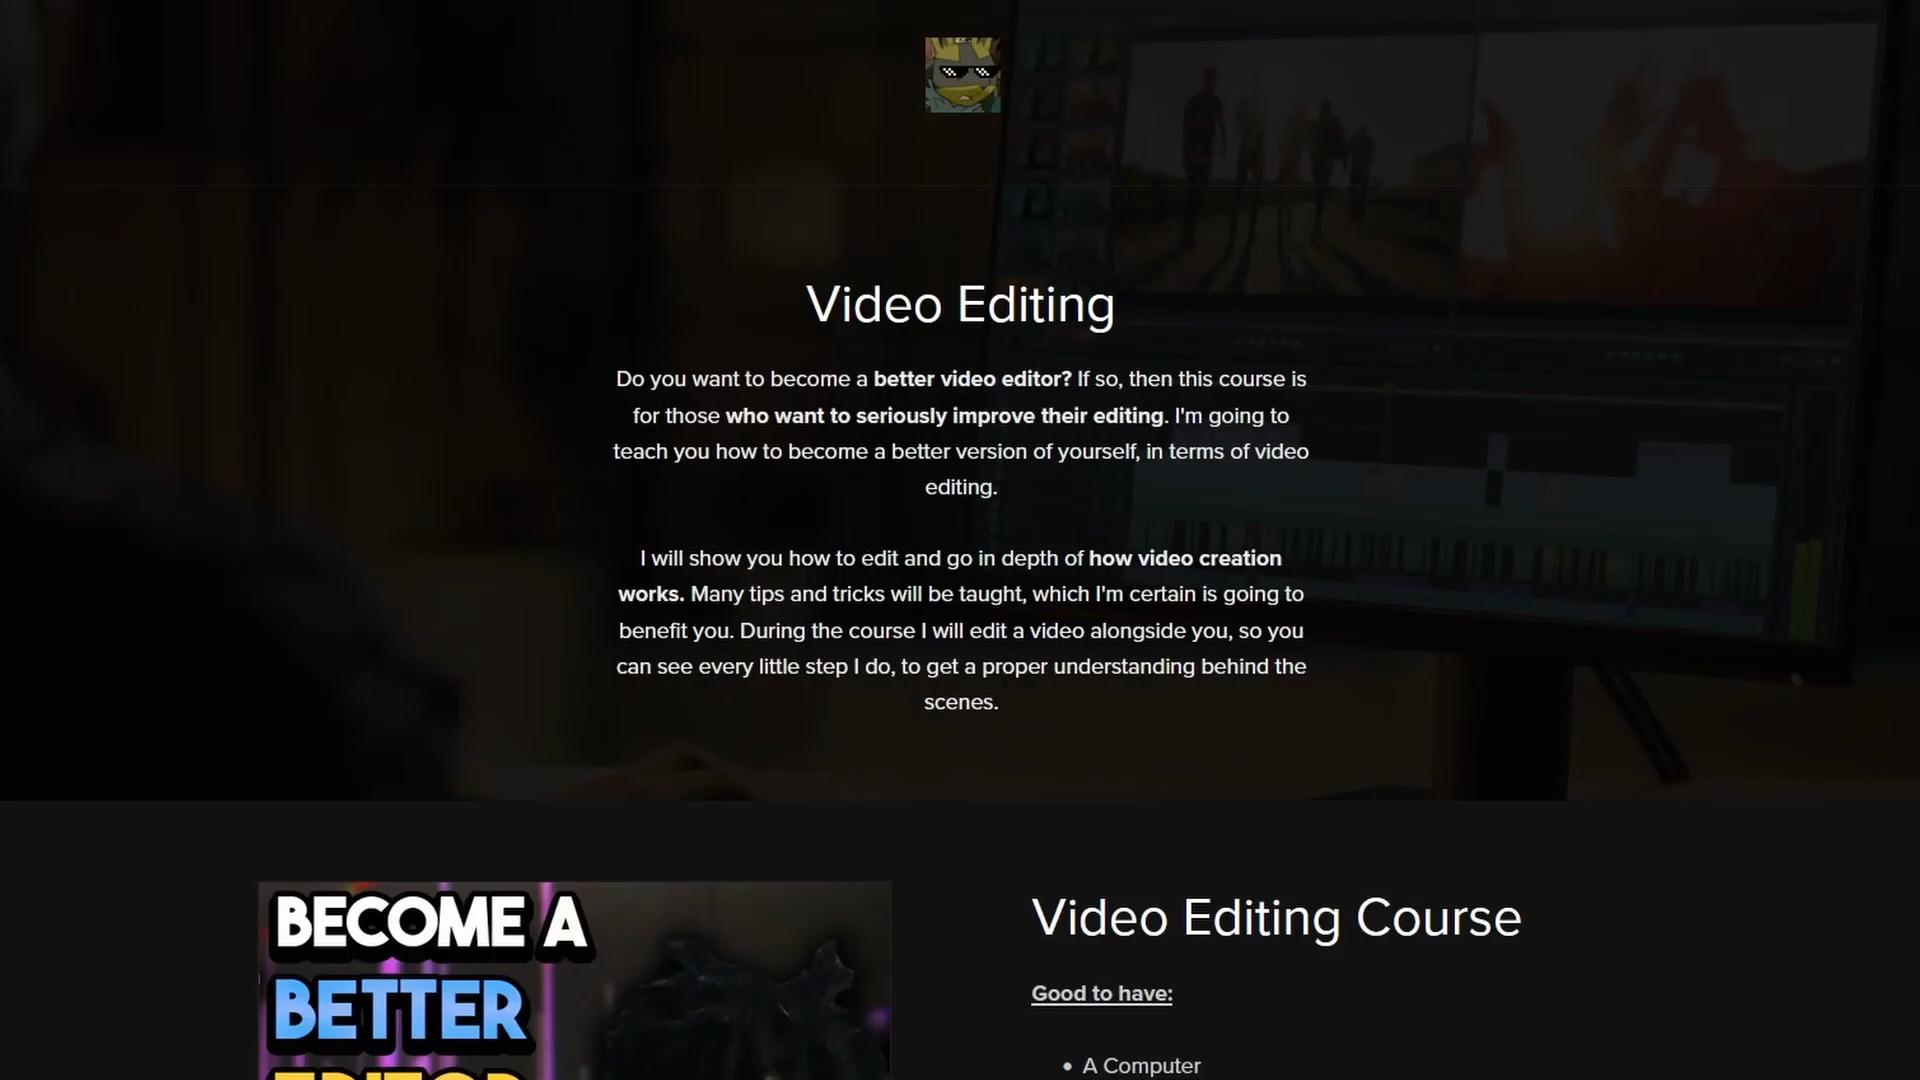 Video Editing
Do you want to become a better video editor? If so, then this course is
for those who want to seriously improve their editing. I'm going to
teach you how to become a better version of yourself, in terms of video
editing.
I will show you how to edit and go in depth of how video creation
works. Many tips and tricks will be taught, which I'm certain is going to
benefit you. During the course I will edit a video alongside you, so you
can see every little step I do, to get a proper understanding behind the
scenes.
BECOME A
BETTER
EDITOR
Video Editing Course
Good to have:
• A Computer